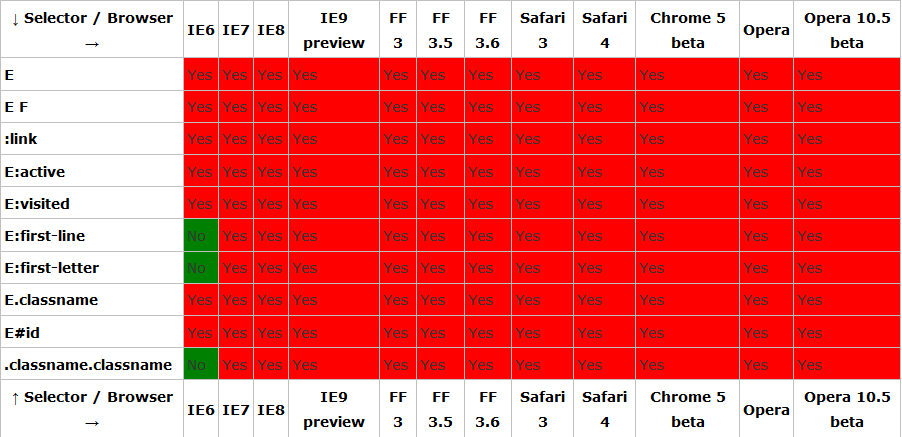 ↓ Selector / Browser → IE6 IE7 IE8 IE9 preview FF 3 FF 3.5 FF 3.6 Safari 3 Safari 4 Chrome 5 beta Opera Opera 10.5 beta
E Yes Yes Yes Yes Yes Yes Yes Yes Yes Yes Yes Yes
E F Yes Yes Yes Yes Yes Yes Yes Yes Yes Yes Yes Yes
:link Yes Yes Yes Yes Yes Yes Yes Yes Yes Yes Yes Yes
E:active Yes Yes Yes Yes Yes Yes Yes Yes Yes Yes Yes Yes
E:visited Yes Yes Yes Yes Yes Yes Yes Yes Yes Yes Yes Yes
E:first-line No Yes Yes Yes Yes Yes Yes Yes Yes Yes Yes Yes
E:first-letter No Yes Yes Yes Yes Yes Yes Yes Yes Yes Yes Yes
E.classname Yes Yes Yes Yes Yes Yes Yes Yes Yes Yes Yes Yes
E#id Yes Yes Yes Yes Yes Yes Yes Yes Yes Yes Yes Yes
.classname.classname No Yes Yes Yes Yes Yes Yes Yes Yes Yes Yes Yes
↑ Selector / Browser → IE6 IE7 IE8 IE9 preview FF 3 FF 3.5 FF 3.6 Safari 3 Safari 4 Chrome 5 beta Opera Opera 10.5 beta